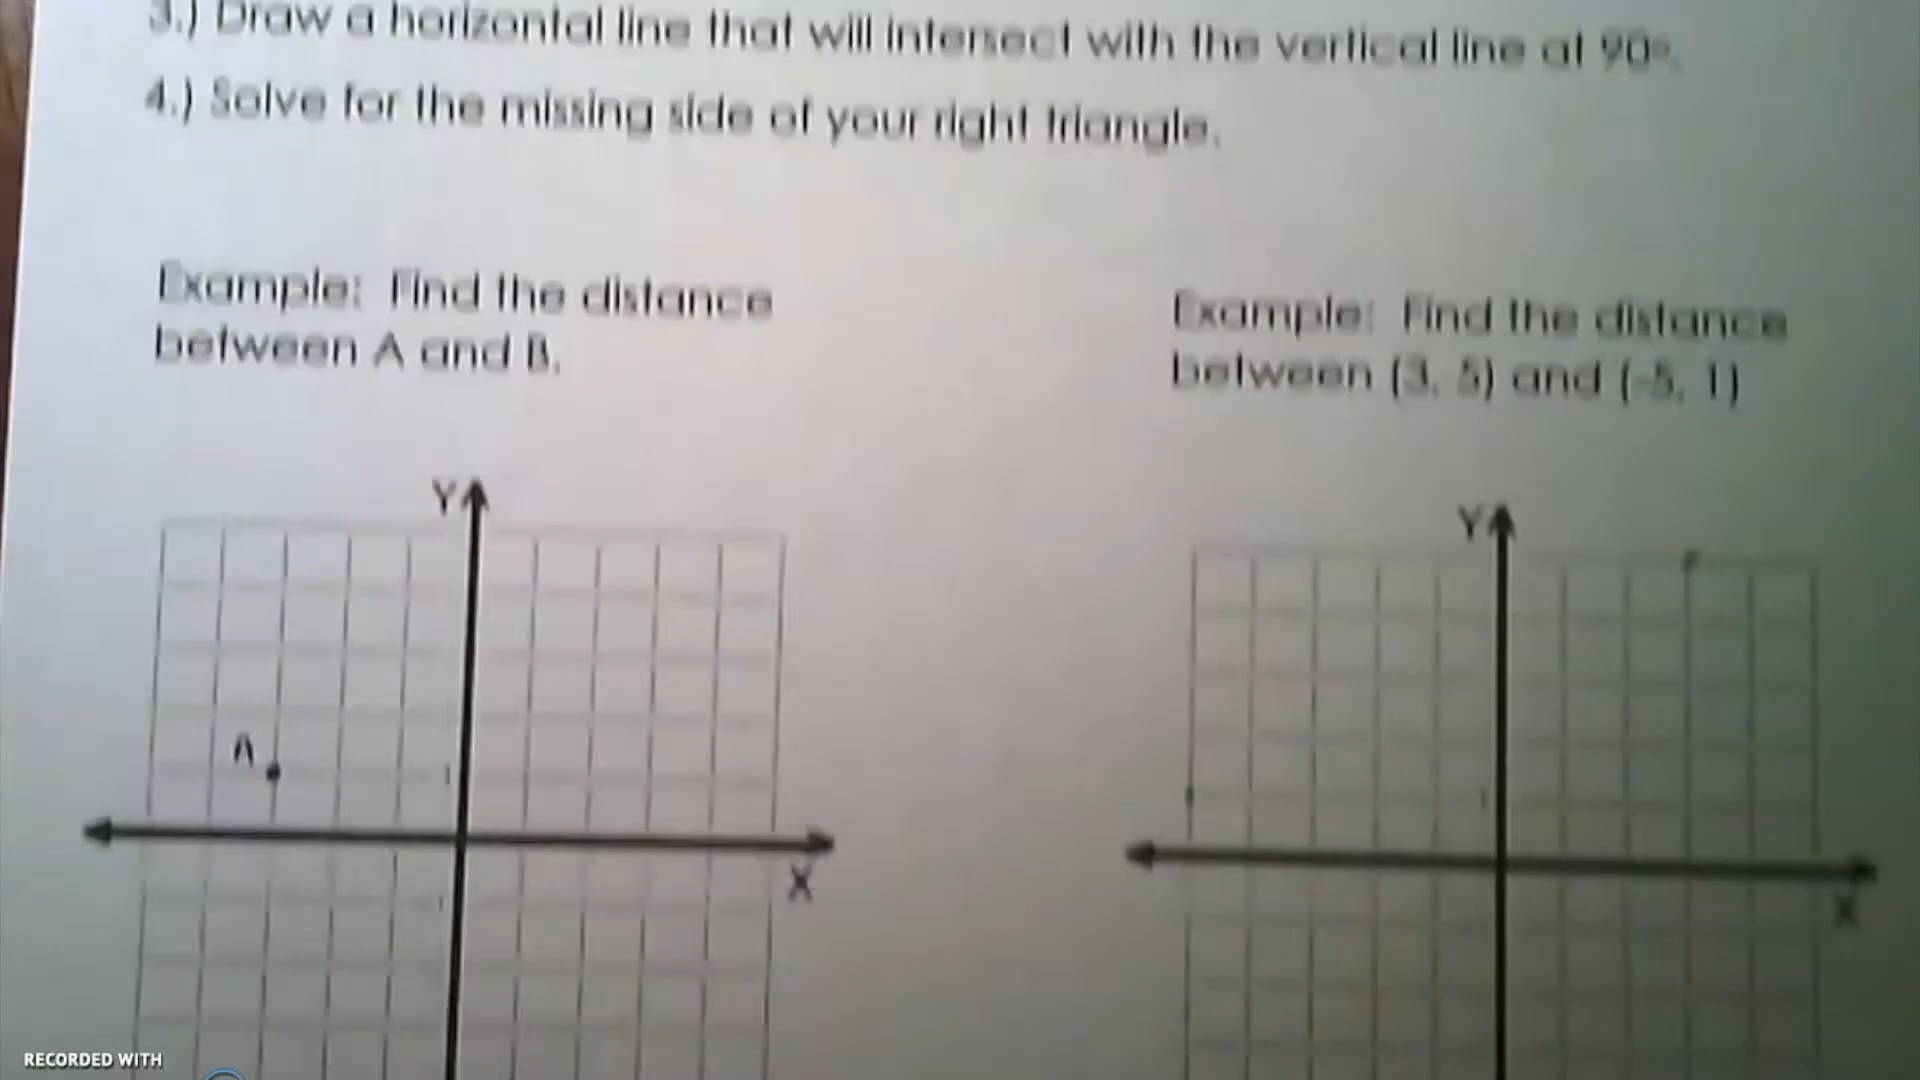 3.) Draw a horizontal line that will intersect with the vertical line at 90°.
4.) Solve for the missing side of your right triangle.
Example: Find the distance
between A and B.
Example: Find the distance
between (3, 5) and (-5, 1)
Y
A
X
Y
X
RECORDED WITH